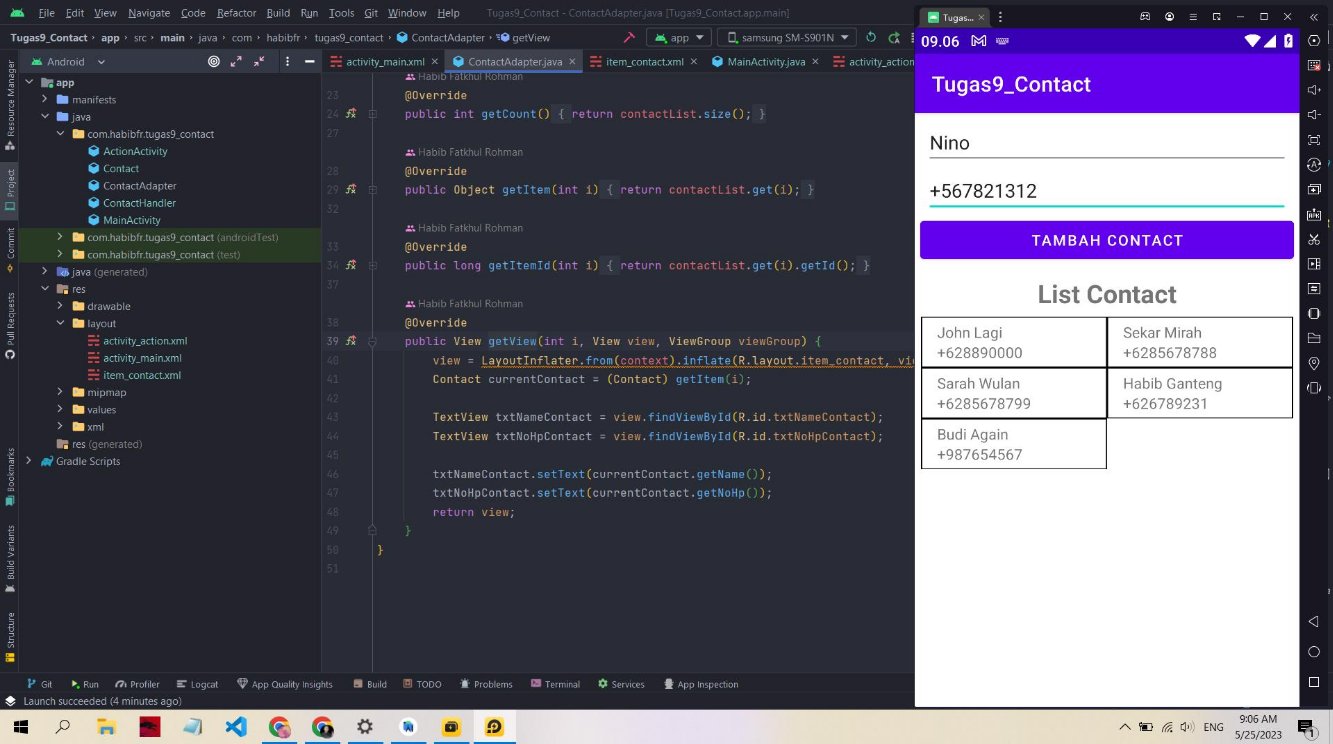 File Edit View Navigate Code Refactor Build Run Tools Git Window Help Tugas9_Contact - ContactAdapter.java [Tugas9_Contact.app.main]
Tugas9_Contact app src main java com habibfr tugas9_contact ContactAdapter getView app samsung SM-S901N
Android
activity_main.xml ContactAdapter.java item_contact.xml MainActivity.java activity_action
Resource Manager
Project
Commit
Pull Requests
Bookmarks
Build Variants
Structure
app
manifests
java
com.habibfr.tugas9_contact
ActionActivity
Contact
ContactAdapter
ContactHandler
MainActivity
com.habibfr.tugas9_contact (androidTest)
com.habibfr.tugas9_contact (test)
java (generated)
res
drawable
layout
activity_action.xml
activity_main.xml
item_contact.xml
mipmap
values
xml
res (generated)
Gradle Scripts
Habib Fatkhul Rohman
23 @Override
24 public int getCount() { return contactList.size(); }
27
Habib Fatkhul Rohman
28 @Override
29 public Object getItem(int i) { return contactList.get(i); }
32
Habib Fatkhul Rohman
33 @Override
34 public long getItemId(int i) { return contactList.get(i).getId(); }
37
Habib Fatkhul Rohman
38 @Override
39 public View getView(int i, View view, ViewGroup viewGroup) {
40 view = LayoutInflater.from(context).inflate(R.layout.item_contact, vi
41 Contact currentContact = (Contact) getItem(i);
42
43 TextView txtNameContact = view.findViewById(R.id.txtNameContact);
44 TextView txtNoHpContact = view.findViewById(R.id.txtNoHpContact);
45
46 txtNameContact.setText(currentContact.getName());
47 txtNoHpContact.setText(currentContact.getNoHp());
48 return view;
49 }
50 }
51
Git Run Profiler Logcat App Quality Insights Build TODO Problems Terminal Services App Inspection
Launch succeeded (4 minutes ago)
Tugas...
09.06
Tugas9_Contact
Nino
+567821312
TAMBAH CONTACT
List Contact
John Lagi
+628890000
Sekar Mirah
+6285678788
Sarah Wulan
+6285678799
Habib Ganteng
+626789231
Budi Again
+987654567
ENG
9:06 AM
5/25/2023
1